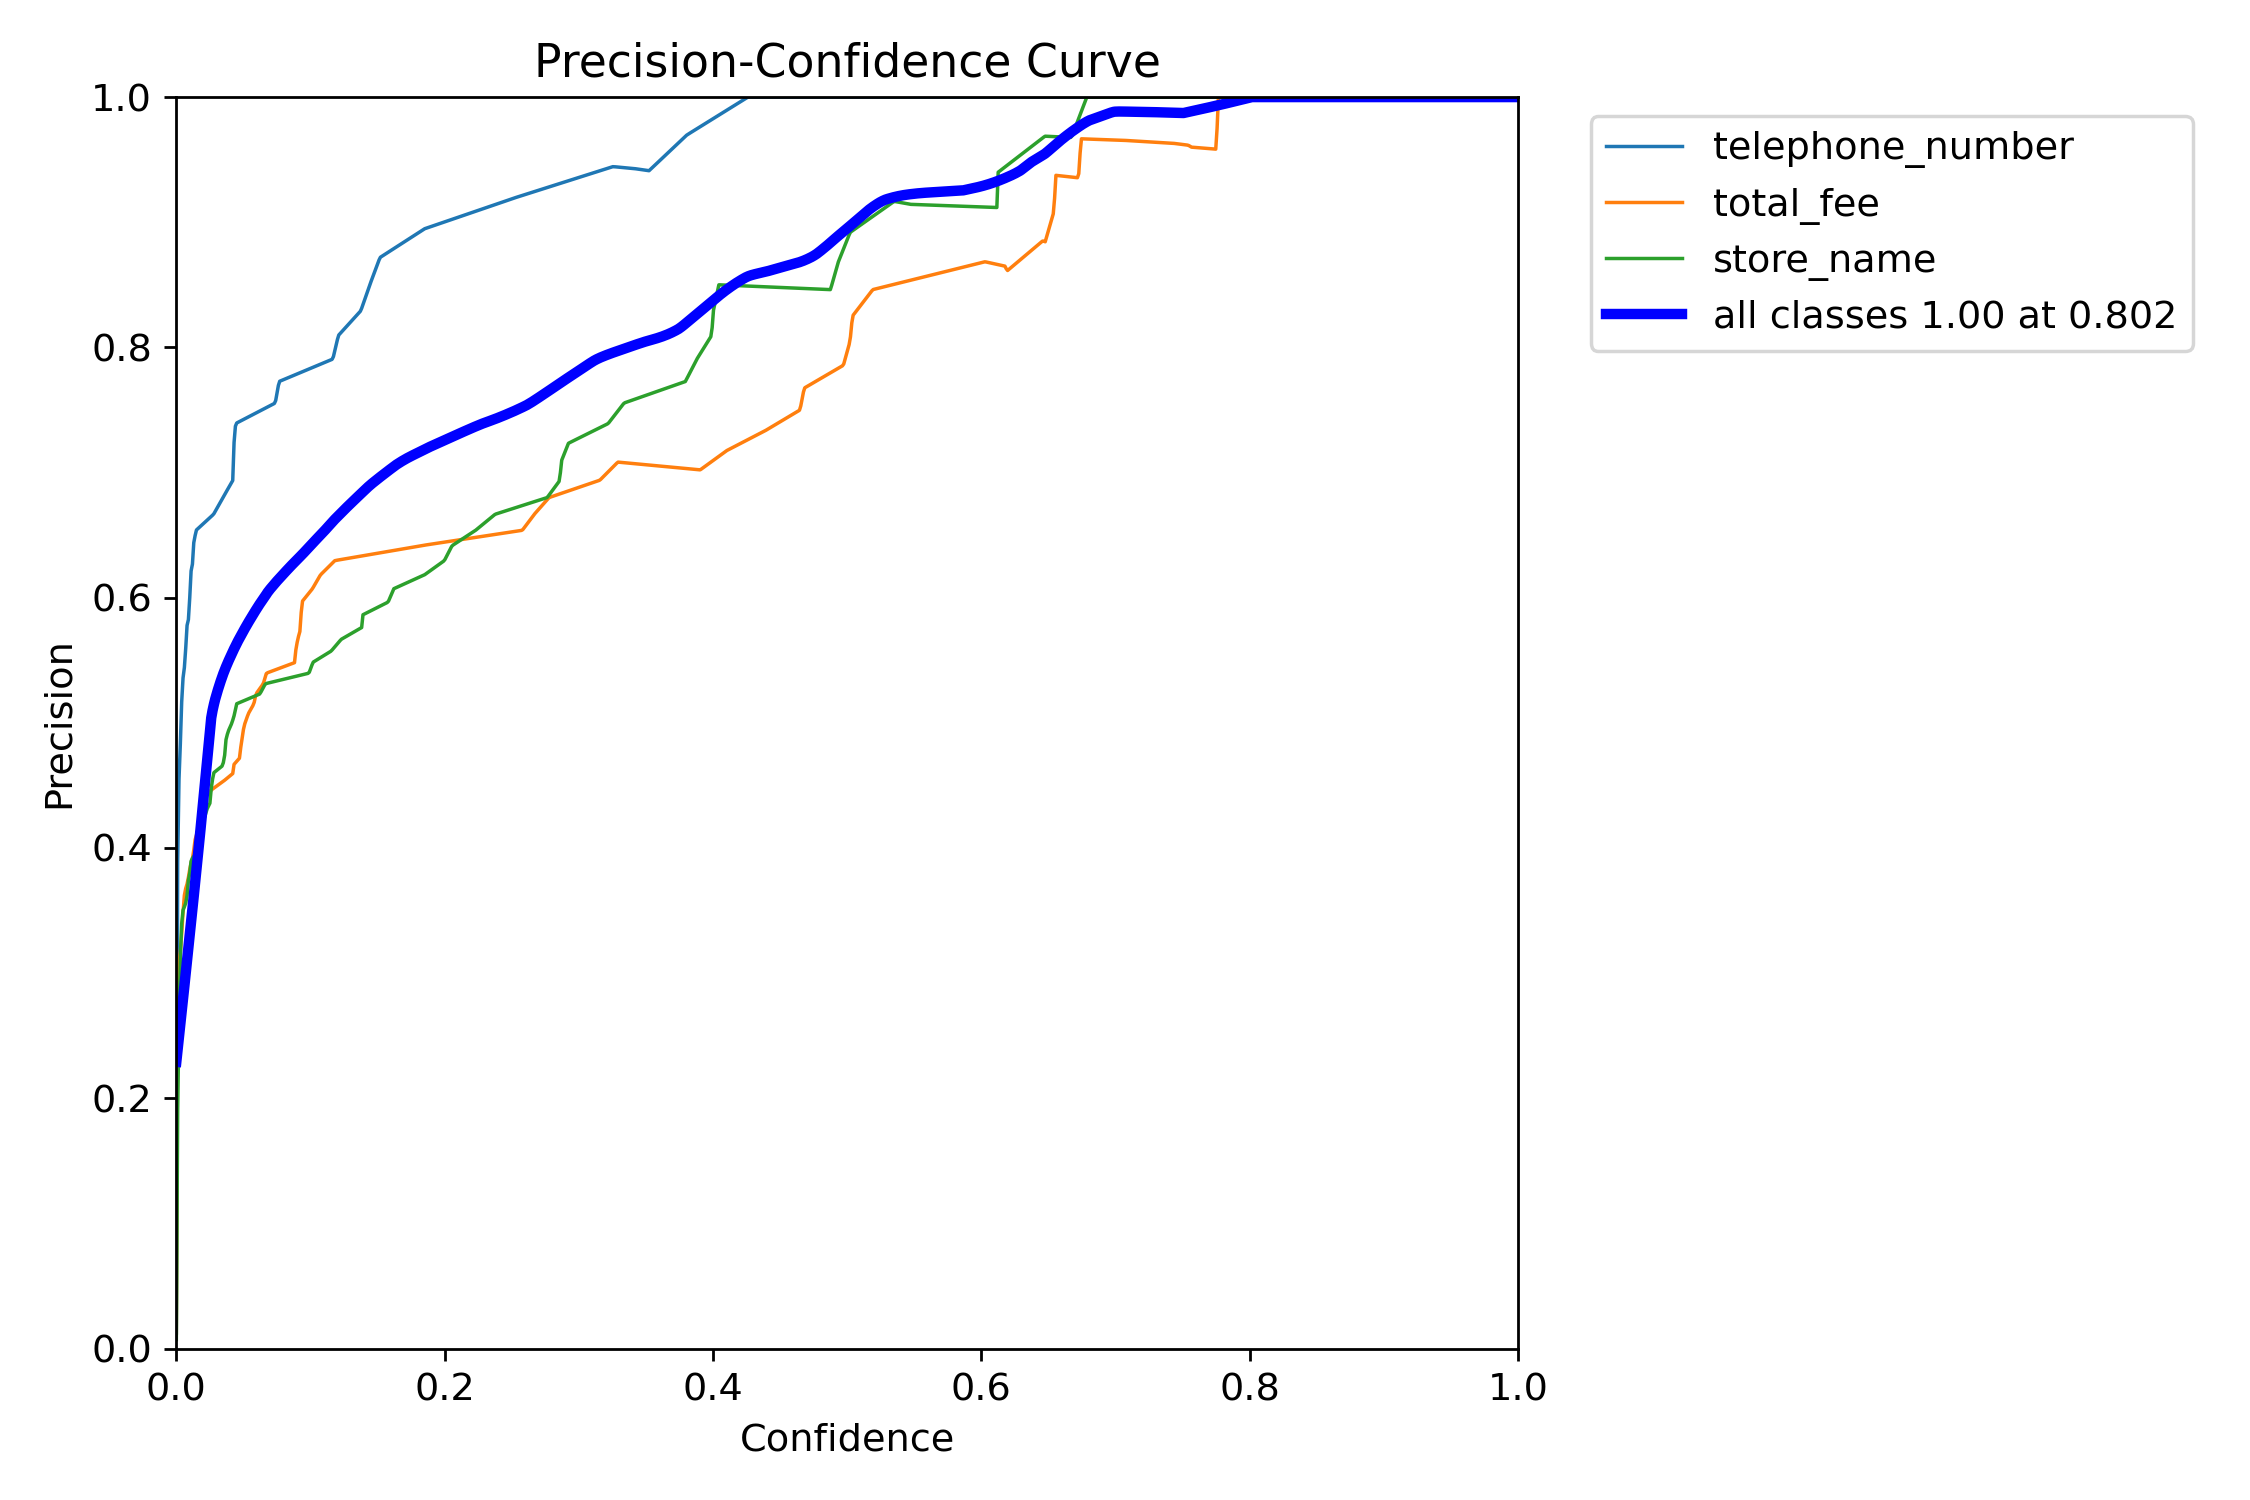 Precision-Confidence Curve
1.0
0.8
0.6
0.4
0.2
0.0
Precision
0.0 0.2 0.4 0.6 0.8 1.0
Confidence
telephone_number
total_fee
store_name
all classes 1.00 at 0.802